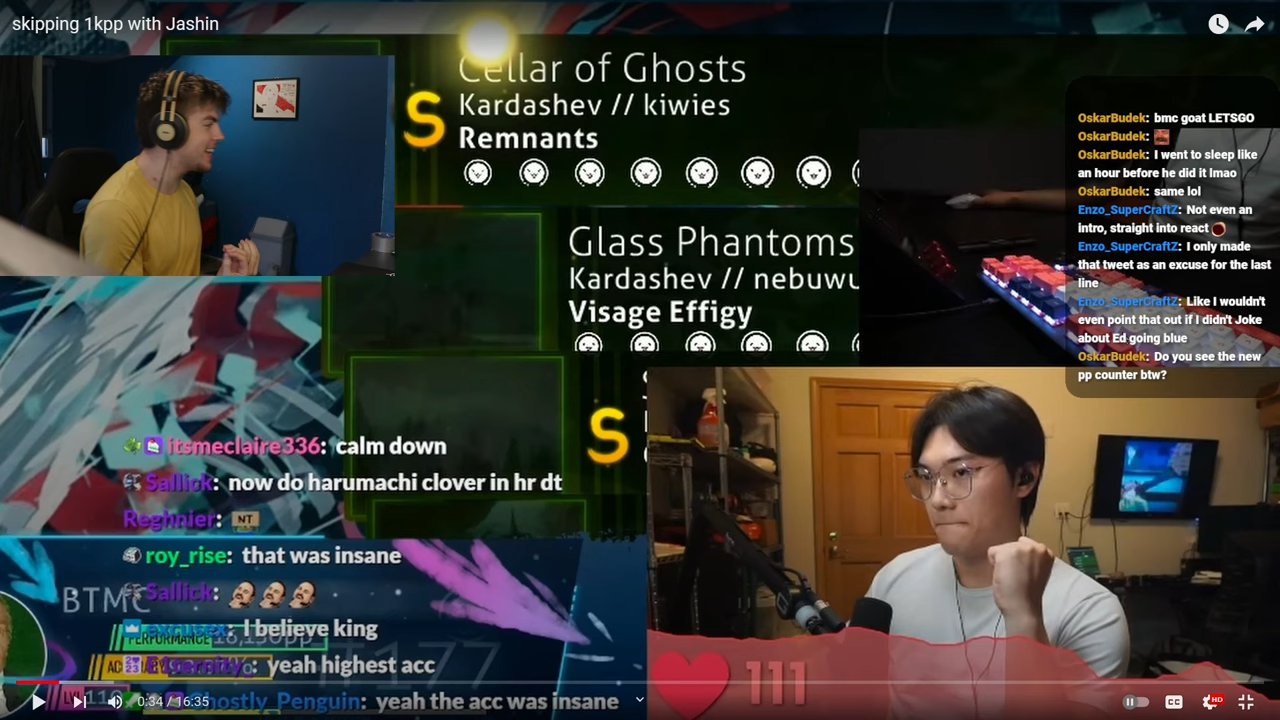 skipping 1kpp with Jashin
Cellar of Ghosts
Kardashev // kiwies
Remnants
S
Glass Phantoms
Kardashev // nebuwu
Visage Effigy
S
OskarBudek: bmc goat LETSGO
OskarBudek:
OskarBudek: I went to sleep like
an hour before he did it lmao
OskarBudek: same lol
Enzo_SuperCraftZ: Not even an
intro, straight into react
Enzo_SuperCraftZ: I only made
that tweet as an excuse for the last
line
Enzo_SuperCraftZ: Like I wouldn't
even point that out if I didn't Joke
about Ed going blue
OskarBudek: Do you see the new
pp counter btw?
itsmeclaire336: calm down
Sallick: now do harumachi clover in hr dt
Reghnier: NT
roy_rise: that was insane
Sallick:
BTMC
I believe king
PERFORMANCE
yeah highest acc
177
Ghostly_Penguin: yeah the acc was insane
111
0:34 / 16:35
CC
HD